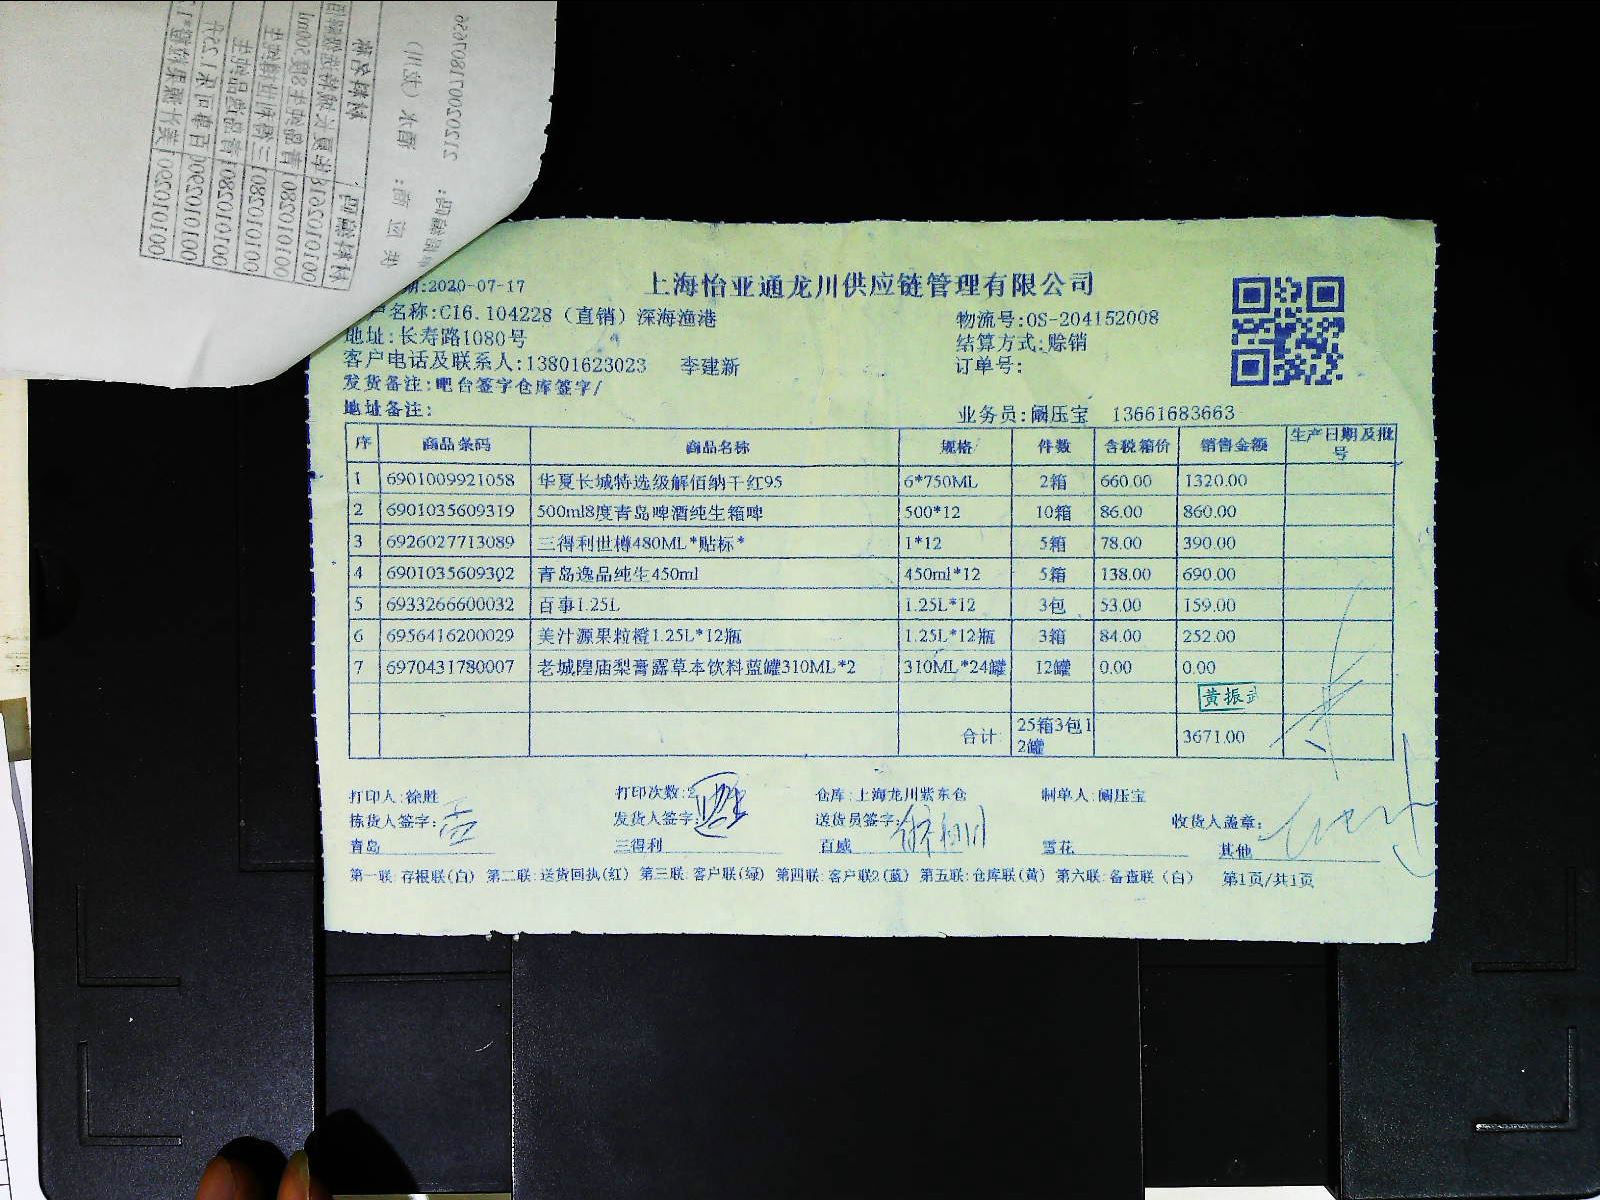 上海怡亚通龙川供应链管理有限公司
:2020-07-17
户名称:C16.104228（直销）深海渔港
物流号:OS-204152008
地址:长寿路1080号
结算方式:赊销
客户电话及联系人:13801623023 李建新
订单号:
发货备注:吧台签字仓库签字/
地址备注:
业务员:阚压宝 13661683663
序 商品条码 商品名称 规格 件数 含税箱价 销售金额 生产日期及批号
1 6901009921058 华夏长城特选级解佰纳干红95 6*750ML 2箱 660.00 1320.00
2 6901035609319 500ml8度青岛啤酒纯生箱啤 500*12 10箱 86.00 860.00
3 6926027713089 三得利世樽480ML*贴标* 1*12 5箱 78.00 390.00
4 6901035609302 青岛逸品纯生450ml 450ml*12 5箱 138.00 690.00
5 6933266600032 百事1.25L 1.25L*12 3包 53.00 159.00
6 6956416200029 美汁源果粒橙1.25L*12瓶 1.25L*12瓶 3箱 84.00 252.00
7 6970431780007 老城隍庙梨膏露草本饮料蓝罐310ML*2 310ML*24罐 12罐 0.00 0.00
黄振武
合计 25箱3包12罐 3671.00
打印人:徐胜 打印次数:2 仓库:上海龙川紫东仓 制单人:阚压宝
拣货人签字: 发货人签字: 送货员签字: 收货人盖章:
青岛 三得利 百威 雪花 其他
第一联:存根联(白) 第二联:送货回执(红) 第三联:客户联(绿) 第四联:客户联2(蓝) 第五联:仓库联(黄) 第六联:备查联（白） 第1页/共1页